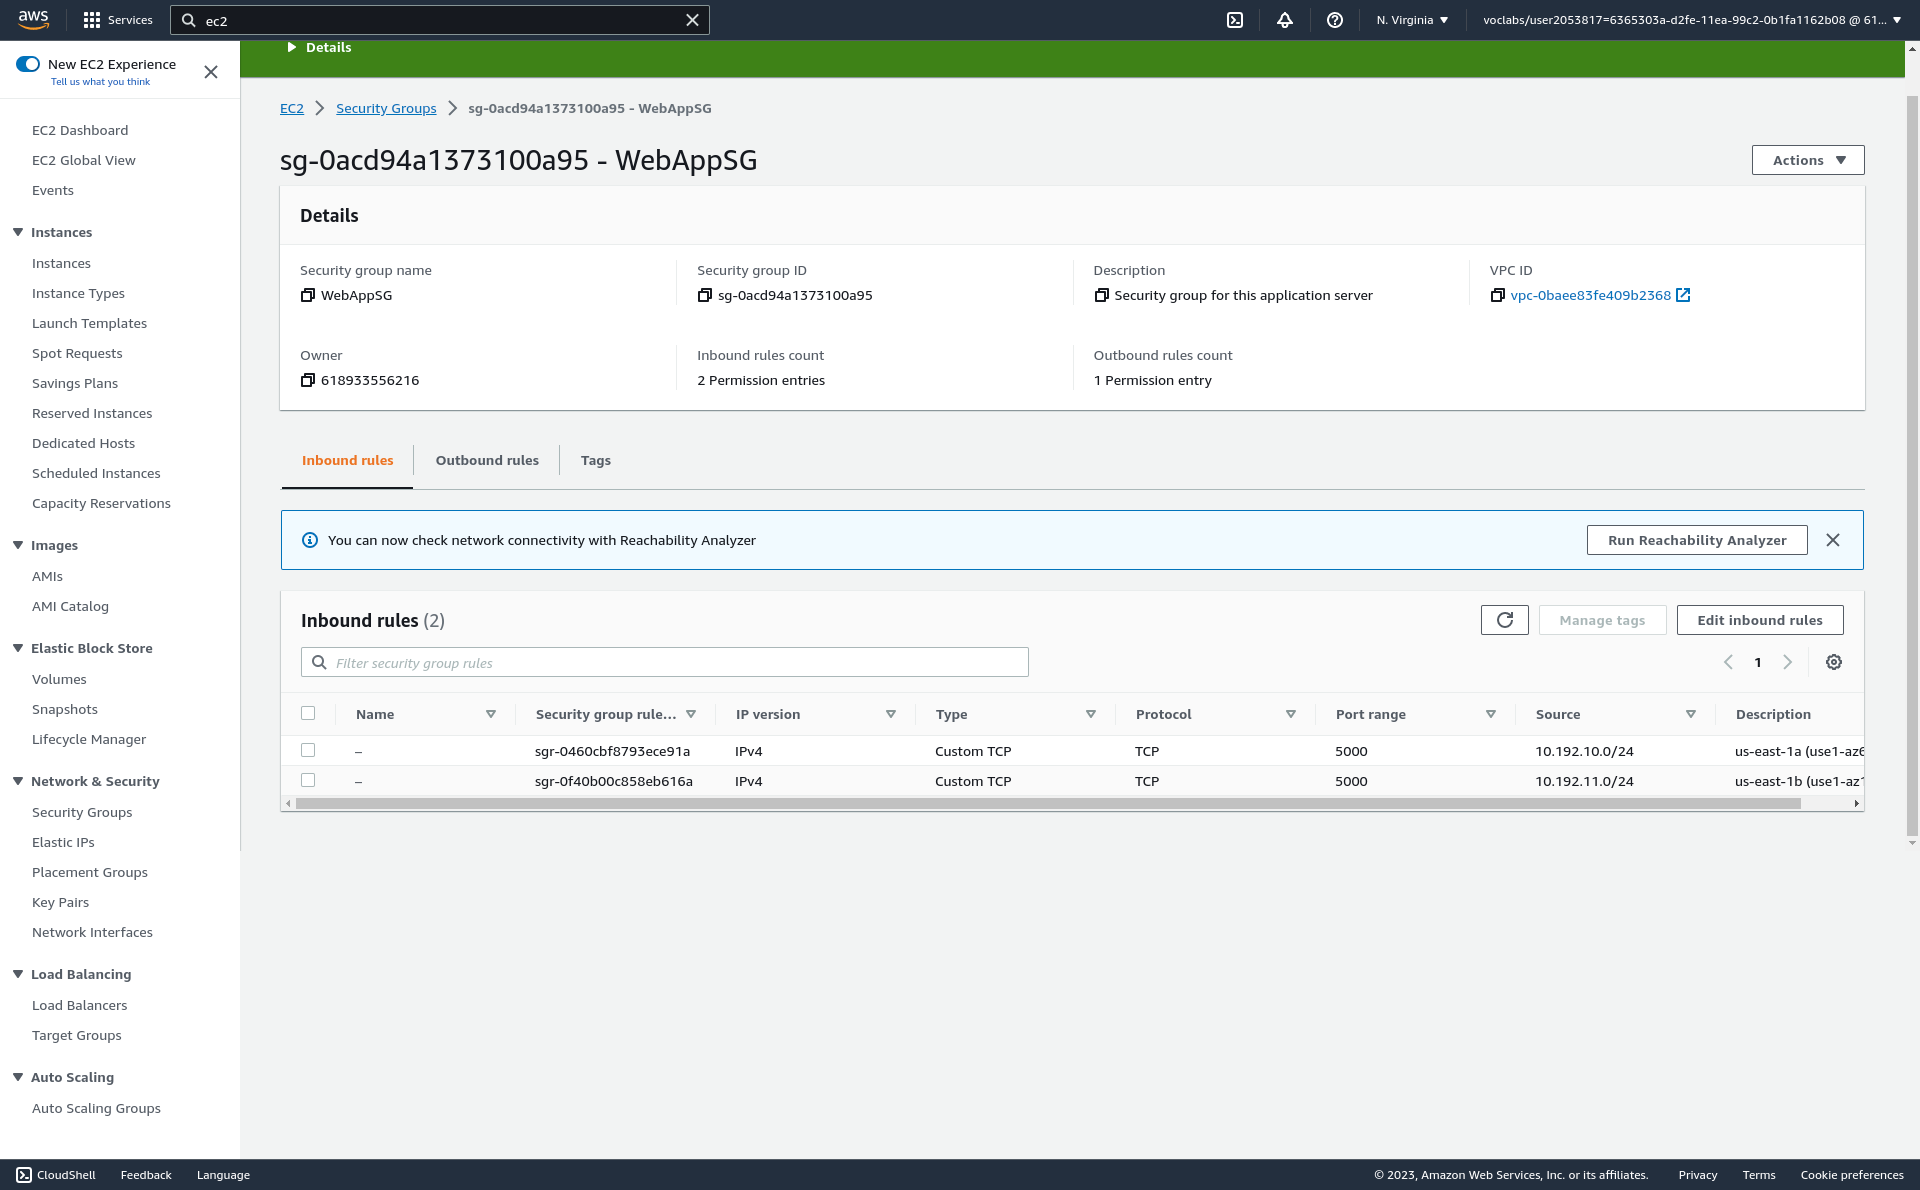 aws
Services
ec2
N. Virginia
voclabs/user2053817=6365303a-d2fe-11ea-99c2-0b1fa1162b08 @ 61...
New EC2 Experience
Tell us what you think
EC2 Dashboard
EC2 Global View
Events
Instances
Instances
Instance Types
Launch Templates
Spot Requests
Savings Plans
Reserved Instances
Dedicated Hosts
Scheduled Instances
Capacity Reservations
Images
AMIs
AMI Catalog
Elastic Block Store
Volumes
Snapshots
Lifecycle Manager
Network & Security
Security Groups
Elastic IPs
Placement Groups
Key Pairs
Network Interfaces
Load Balancing
Load Balancers
Target Groups
Auto Scaling
Auto Scaling Groups
Details
EC2 Security Groups sg-0acd94a1373100a95 - WebAppSG
sg-0acd94a1373100a95 - WebAppSG
Actions
Details
Security group name Security group ID Description VPC ID
WebAppSG sg-0acd94a1373100a95 Security group for this application server vpc-0baee83fe409b2368
Owner Inbound rules count Outbound rules count
618933556216 2 Permission entries 1 Permission entry
Inbound rules Outbound rules Tags
You can now check network connectivity with Reachability Analyzer
Run Reachability Analyzer
Inbound rules (2)
Manage tags
Edit inbound rules
Filter security group rules
1
Name Security group rule... IP version Type Protocol Port range Source Description
– sgr-0460cbf8793ece91a IPv4 Custom TCP TCP 5000 10.192.10.0/24 us-east-1a (use1-az6
– sgr-0f40b00c858eb616a IPv4 Custom TCP TCP 5000 10.192.11.0/24 us-east-1b (use1-az1
CloudShell Feedback Language
© 2023, Amazon Web Services, Inc. or its affiliates. Privacy Terms Cookie preferences